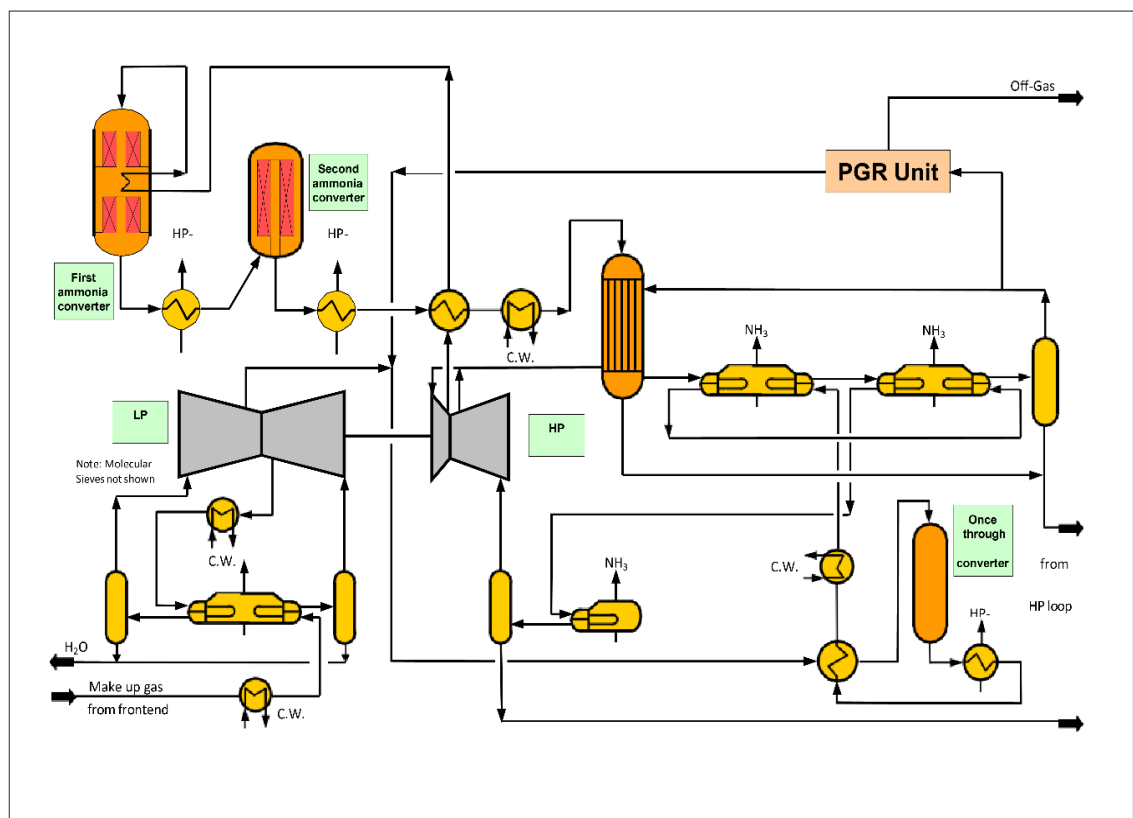 Off-Gas
PGR Unit
Second
ammonia
converter
HP-
HP-
First
ammonia
converter
C.W.
NH3
NH3
LP
HP
Note: Molecular
Sieves not shown
C.W.
NH3
C.W.
Once
through
converter
from
HP-
HP loop
H2O
Make up gas
from frontend
C.W.